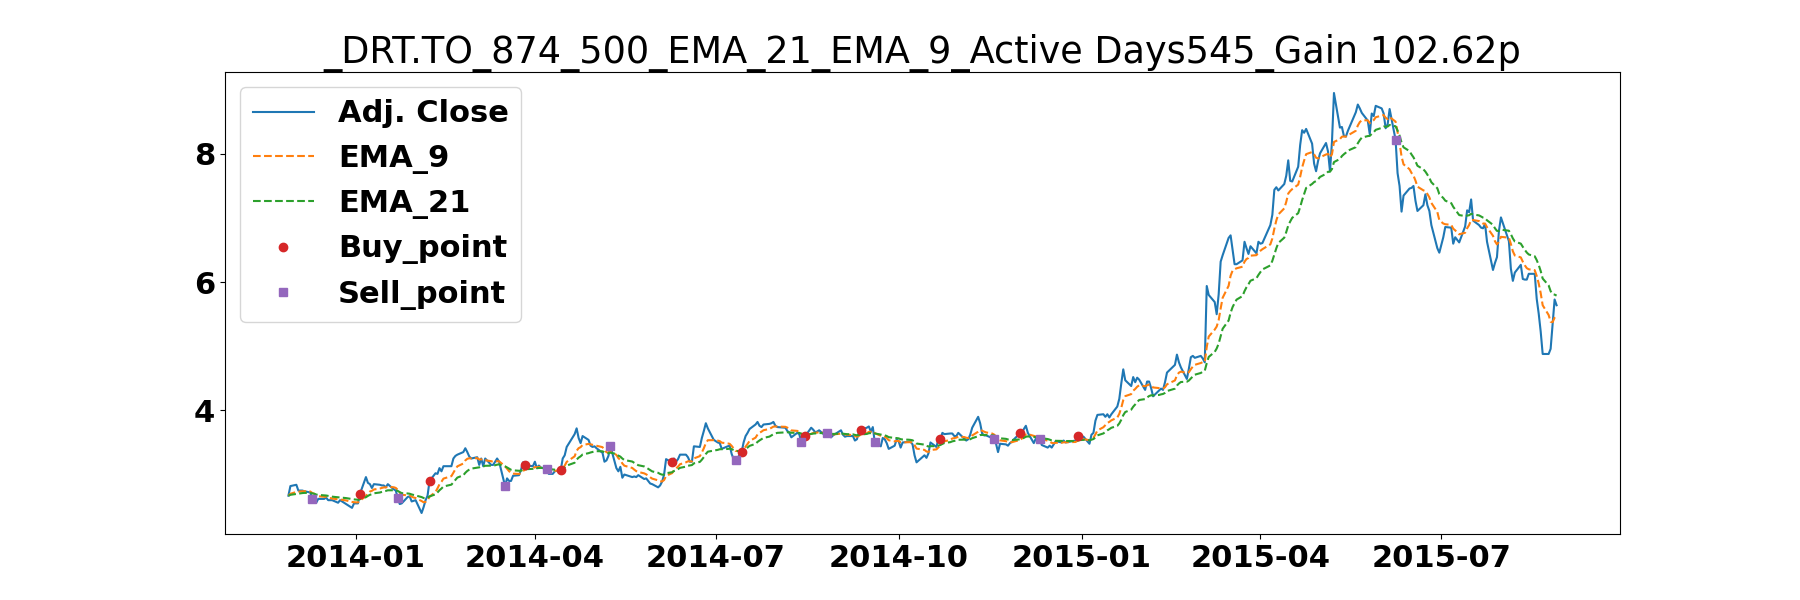 _DRT.TO_874_500_EMA_21_EMA_9_Active Days545_Gain 102.62p
Adj. Close
EMA_9
EMA_21
Buy_point
Sell_point
8
6
4
2014-01 2014-04 2014-07 2014-10 2015-01 2015-04 2015-07